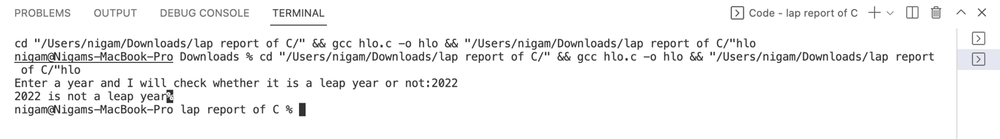 PROBLEMS OUTPUT DEBUG CONSOLE TERMINAL Code - lap report of C
cd "/Users/nigam/Downloads/lap report of C/" && gcc hlo.c -o hlo && "/Users/nigam/Downloads/lap report of C/"hlo
nigam@Nigams-MacBook-Pro Downloads % cd "/Users/nigam/Downloads/lap report of C/" && gcc hlo.c -o hlo && "/Users/nigam/Downloads/lap report
of C/"hlo
Enter a year and I will check whether it is a leap year or not:2022
2022 is not a leap year%
nigam@Nigams-MacBook-Pro lap report of C %